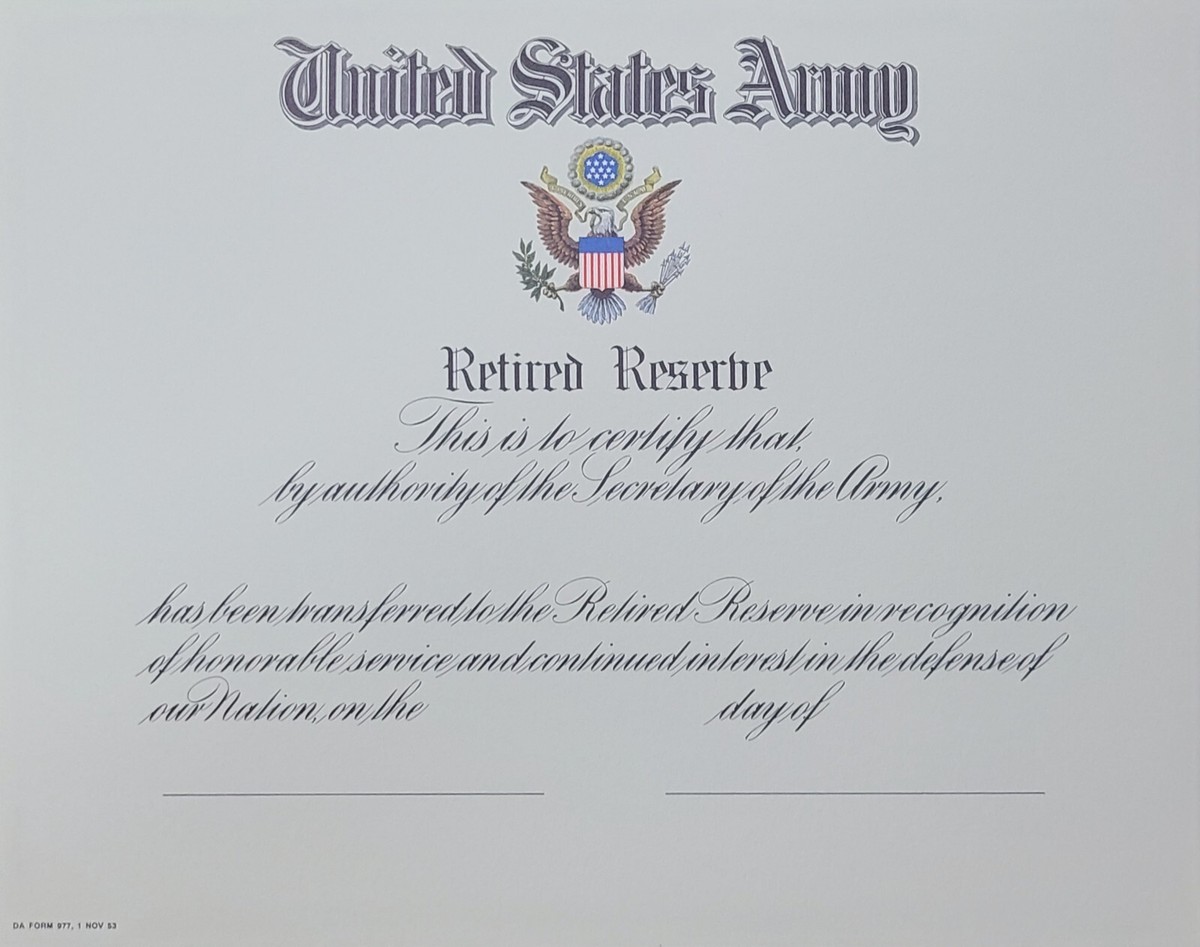 United States Army
Retired Reserve
This is to certify that,
by authority of the Secretary of the Army,
has been transferred to the Retired Reserve in recognition
of honorable service and continued interest in the defense of
our Nation, on the day of
DA FORM 977, 1 NOV 53